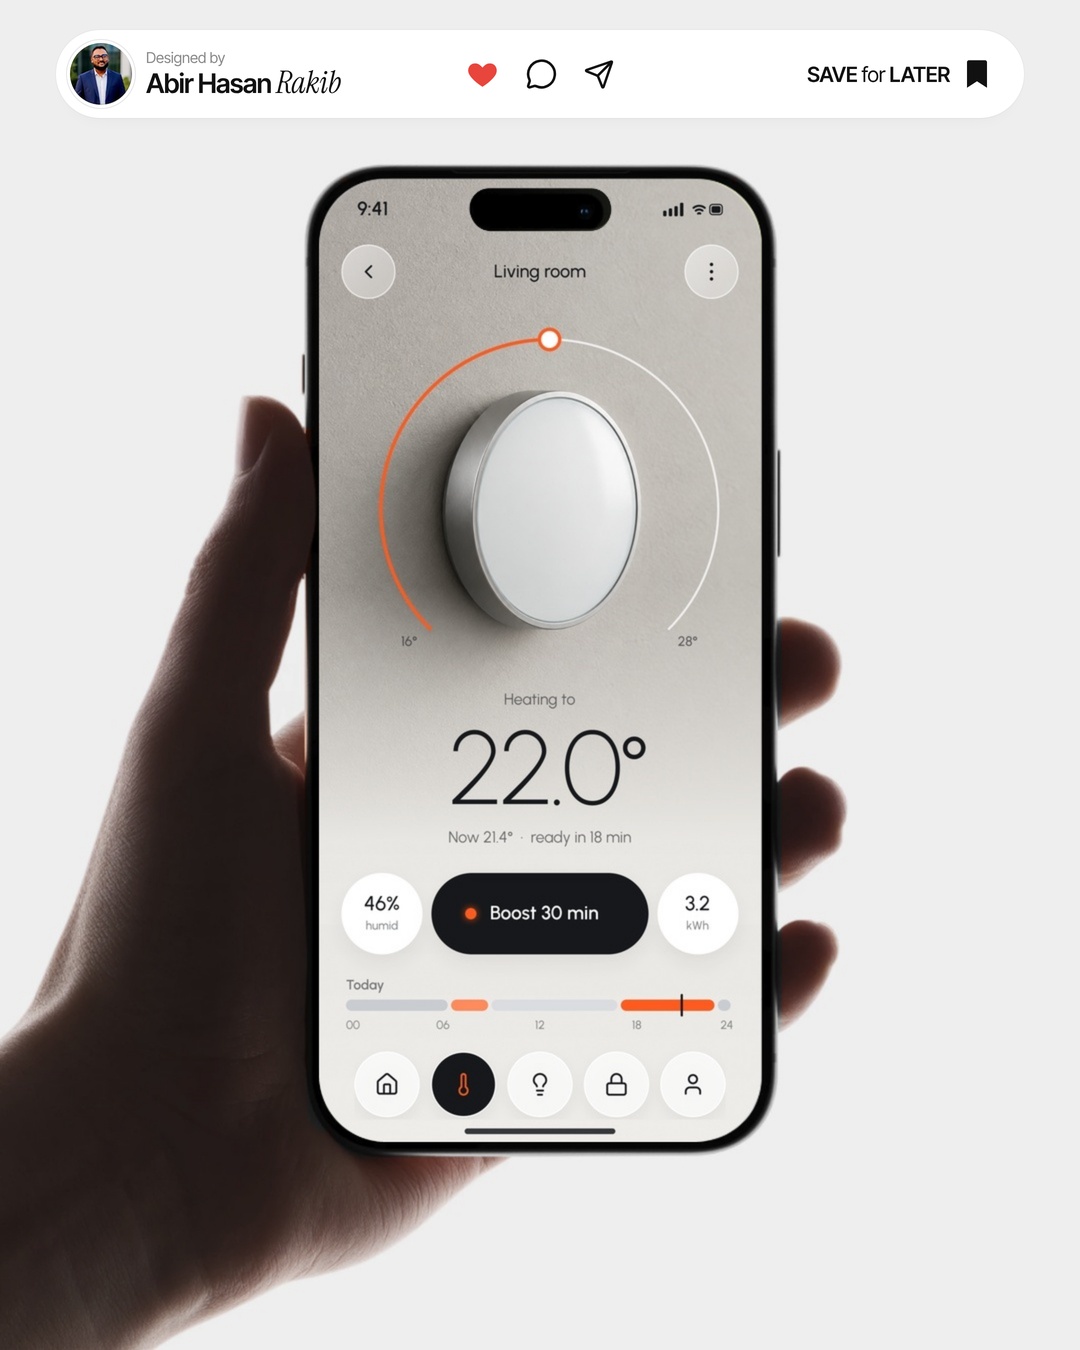 Designed by
Abir Hasan Rakib
SAVE for LATER
9:41
Living room
16°
28°
Heating to
22.0°
Now 21.4° · ready in 18 min
46%
humid
Boost 30 min
3.2
kWh
Today
00 06 12 18 24